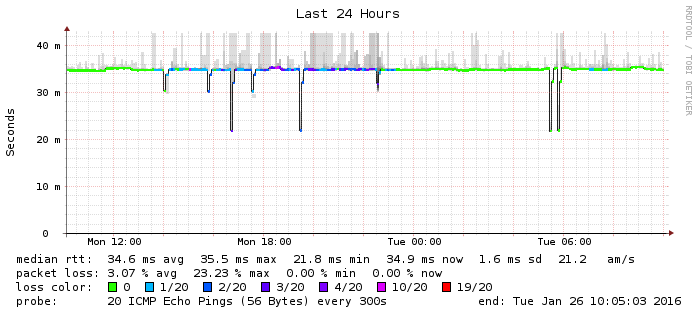 Last 24 Hours
RRDTOOL / TOBI OETIKER
Seconds
40 m
30 m
20 m
10 m
0
Mon 12:00 Mon 18:00 Tue 00:00 Tue 06:00
median rtt: 34.6 ms avg 35.5 ms max 21.8 ms min 34.9 ms now 1.6 ms sd 21.2 am/s
packet loss: 3.07 % avg 23.23 % max 0.00 % min 0.00 % now
loss color: 0 1/20 2/20 3/20 4/20 10/20 19/20
probe: 20 ICMP Echo Pings (56 Bytes) every 300s end: Tue Jan 26 10:05:03 2016